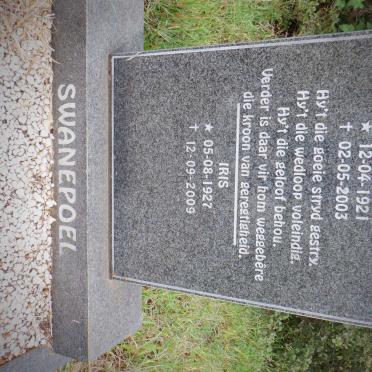 ★ 12-04-1921
✝ 02-05-2003
Hy't die goeie stryd gestry.
Hy't die wedloop voleindig.
Hy't die geloof behou.
Verder is daar vir hom weggebêre
die kroon van geregtigheid.
IRIS
★ 05-08-1927
✝ 12-09-2009
SWANEPOEL